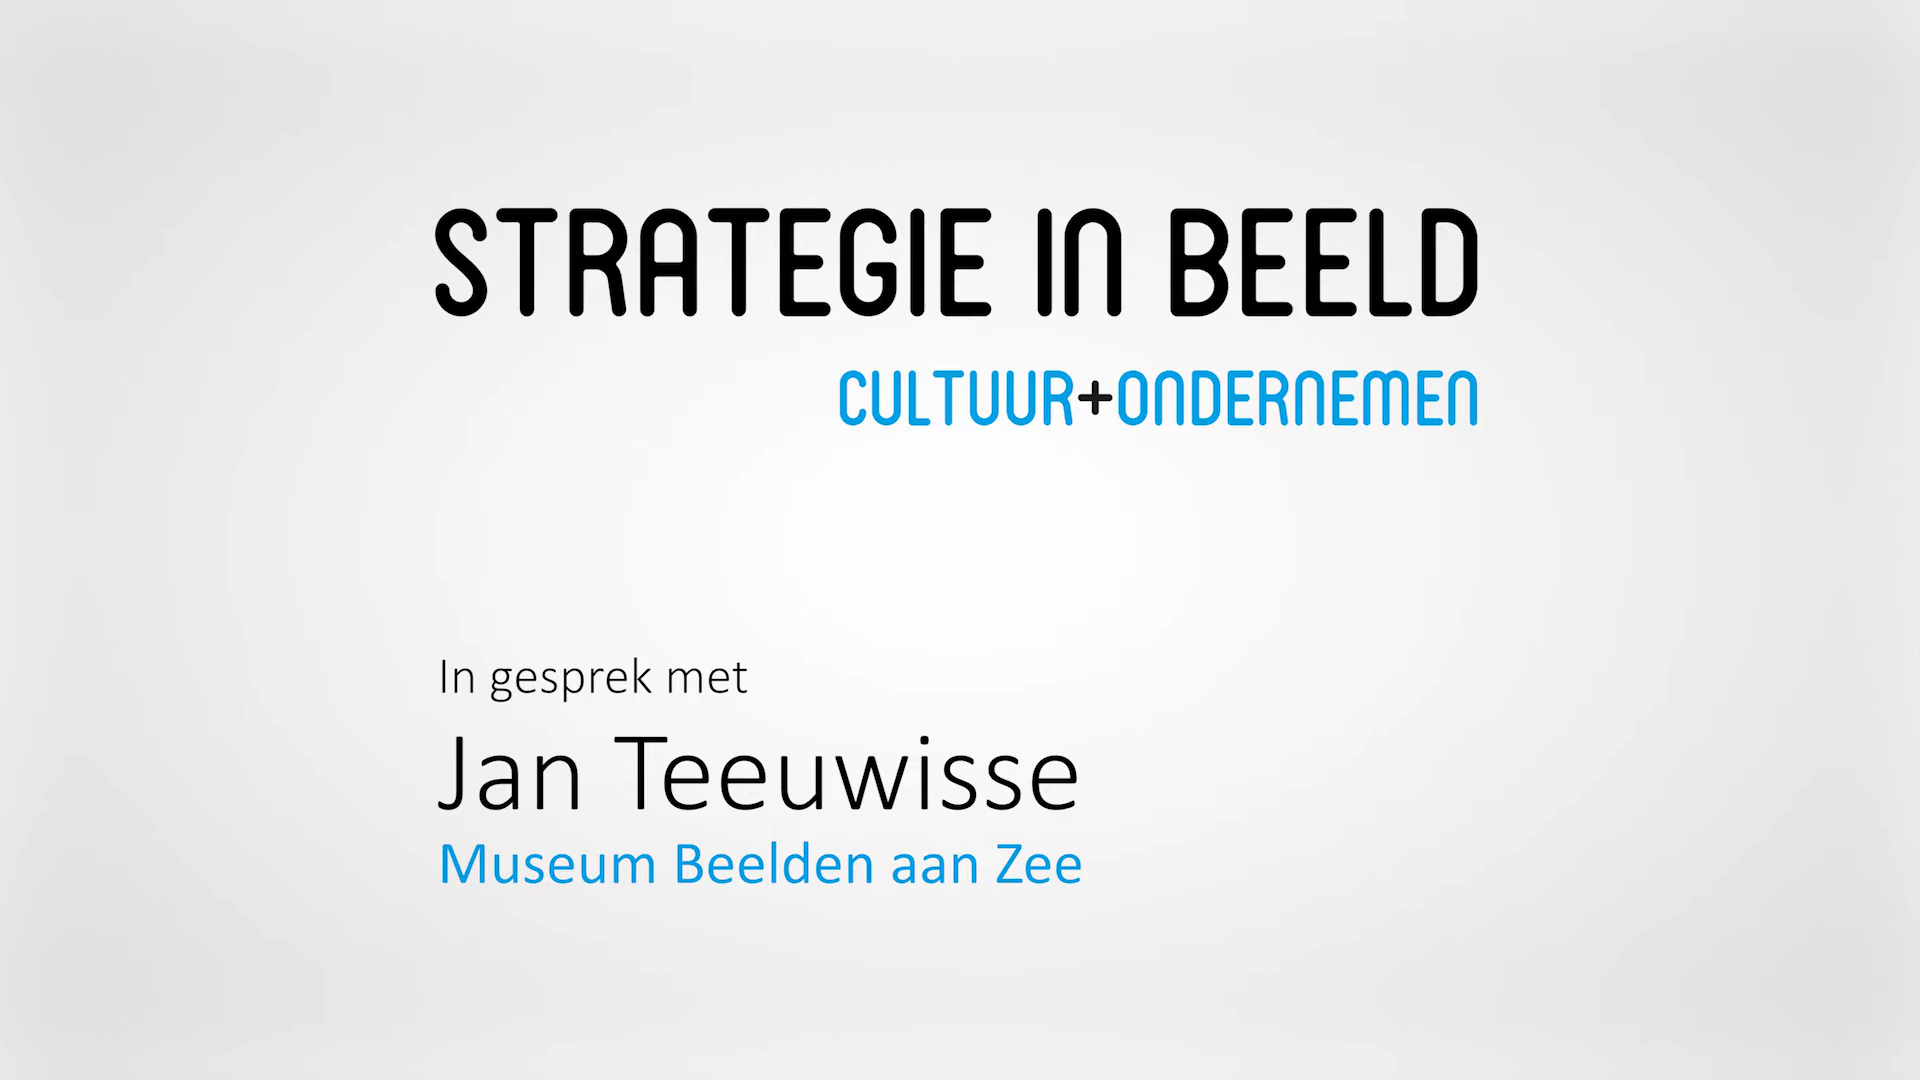 STRATEGIE IN BEELD
CULTUUR+ONDERNEMEN
In gesprek met
Jan Teeuwisse
Museum Beelden aan Zee